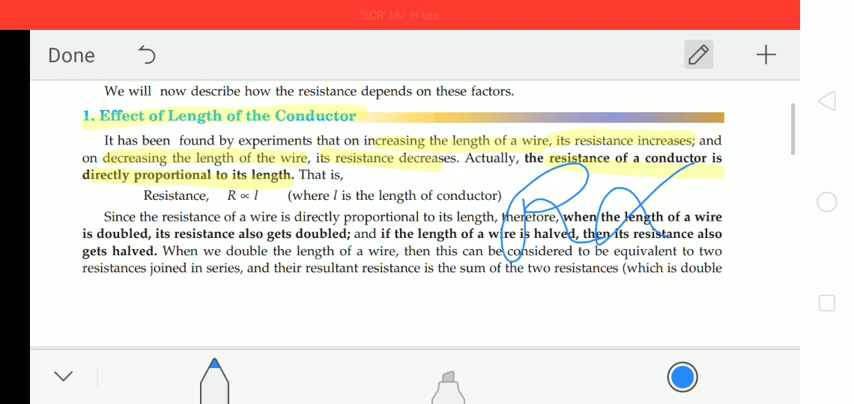 "SCR",Mic in use
Done
We will now describe how the resistance depends on these factors.
1. Effect of Length of the Conductor
It has been found by experiments that on increasing the length of a wire, its resistance increases; and
on decreasing the length of the wire, its resistance decreases. Actually, the resistance of a conductor is
directly proportional to its length. That is,
Resistance, R ∝ l (where l is the length of conductor)
Since the resistance of a wire is directly proportional to its length, therefore, when the length of a wire
is doubled, its resistance also gets doubled; and if the length of a wire is halved, then its resistance also
gets halved. When we double the length of a wire, then this can be considered to be equivalent to two
resistances joined in series, and their resultant resistance is the sum of the two resistances (which is double
R ∝